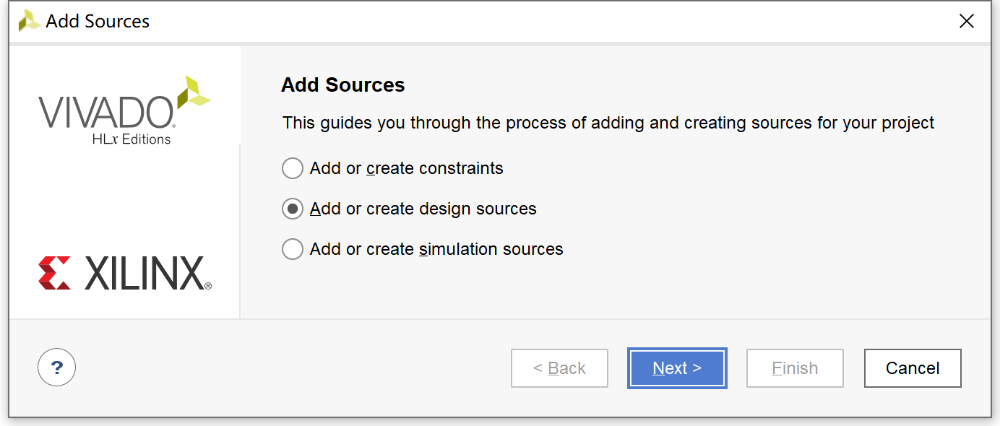 Add Sources
VIVADO®
HLx Editions
XILINX®
Add Sources
This guides you through the process of adding and creating sources for your project
Add or create constraints
Add or create design sources
Add or create simulation sources
?
< Back
Next >
Finish
Cancel